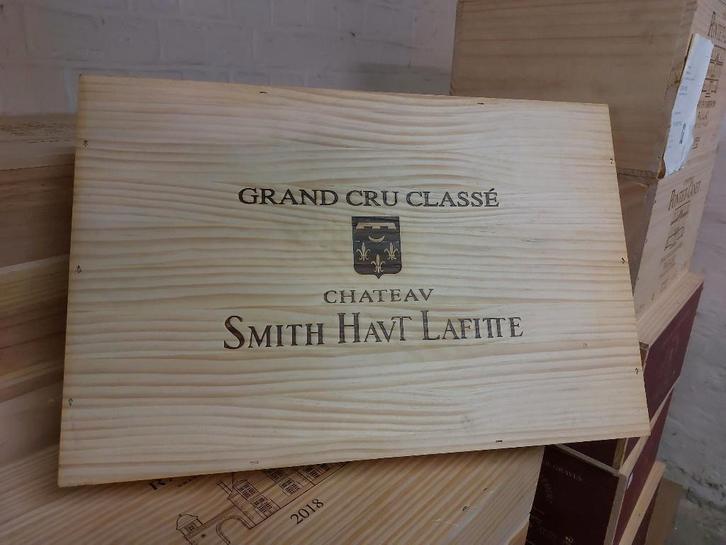 GRAND CRU CLASSÉ
CHATEAV
SMITH HAVT LAFITTE
2018